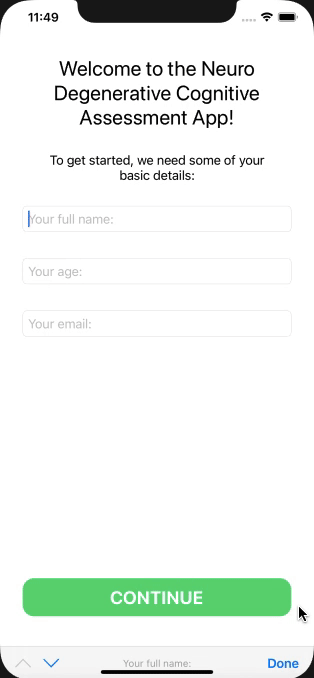 11:49
Welcome to the Neuro
Degenerative Cognitive
Assessment App!
To get started, we need some of your
basic details:
Your full name:
Your age:
Your email:
CONTINUE
Your full name:
Done